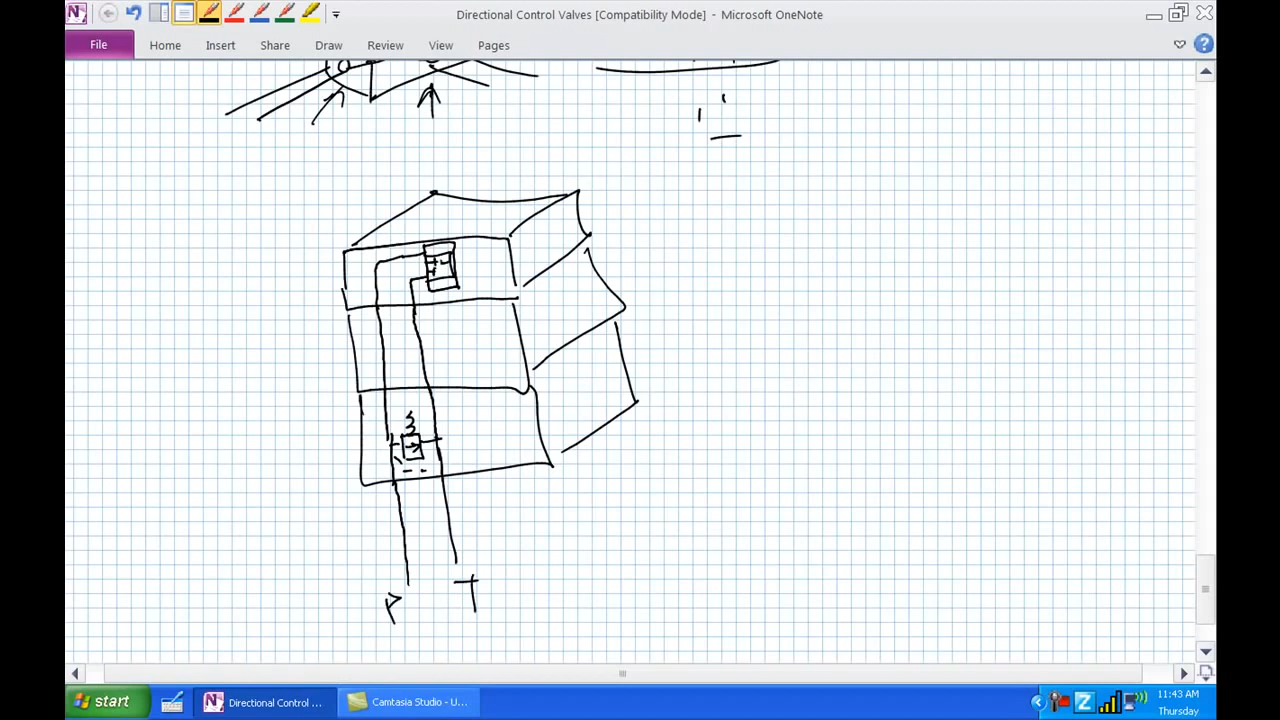 Directional Control Valves [Compatibility Mode] - Microsoft OneNote
File Home Insert Share Draw Review View Pages
P T
start Directional Control ... Camtasia Studio - U... 11:43 AM
Thursday